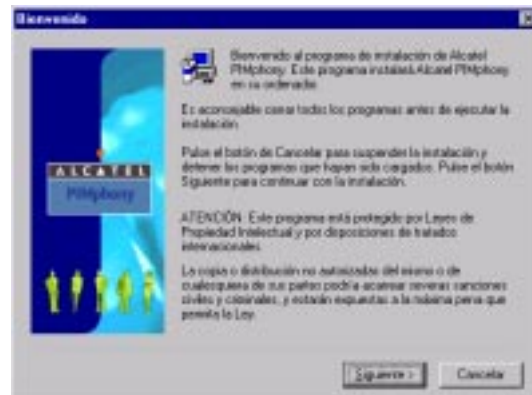 Bienvenido
Bienvenido al programa de instalación de Alcatel
PIMphony. Este programa instalará Alcatel PIMphony
en su ordenador.
Es aconsejable cerrar todos los programas antes de ejecutar la
instalación.
Pulse el botón de Cancelar para suspender la instalación y
detener los programas que hayan sido cargados. Pulse el botón
Siguiente para continuar con la instalación.
ALCATEL
PIMphony
ATENCIÓN: Este programa está protegido por Leyes de
Propiedad Intelectual y por disposiciones de tratados
internacionales.
La copia o distribución no autorizadas del mismo o de
cualesquiera de sus partes podría acarrear severas sanciones
civiles y criminales, y estarán expuestas a la máxima pena que
permita la Ley.
Siguiente >
Cancelar